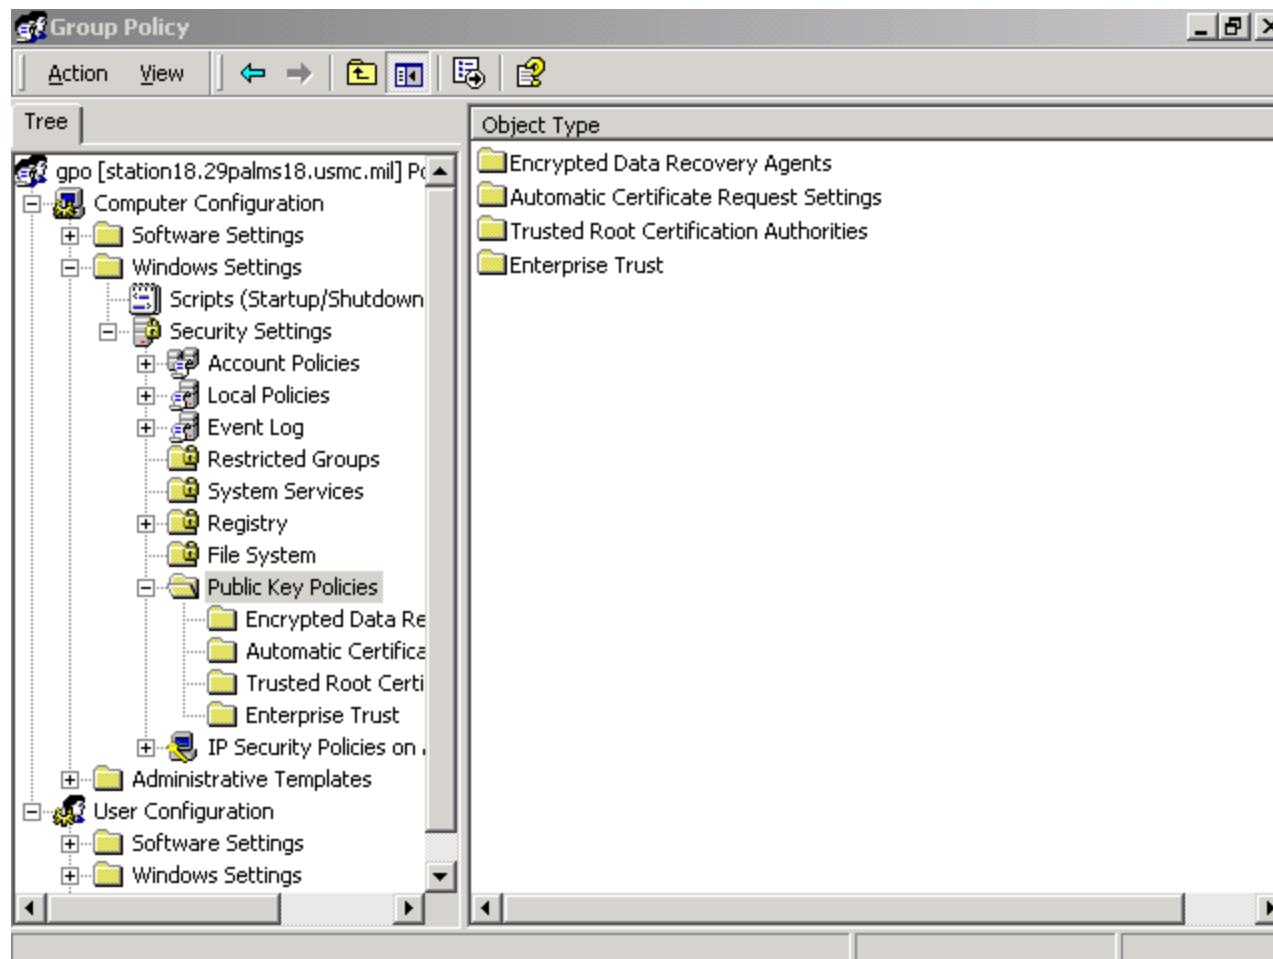 Group Policy
Action View
Tree
Object Type
gpo [station18.29palms18.usmc.mil] Po
Computer Configuration
Software Settings
Windows Settings
Scripts (Startup/Shutdown
Security Settings
Account Policies
Local Policies
Event Log
Restricted Groups
System Services
Registry
File System
Public Key Policies
Encrypted Data Re
Automatic Certifica
Trusted Root Certi
Enterprise Trust
IP Security Policies on
Administrative Templates
User Configuration
Software Settings
Windows Settings
Encrypted Data Recovery Agents
Automatic Certificate Request Settings
Trusted Root Certification Authorities
Enterprise Trust